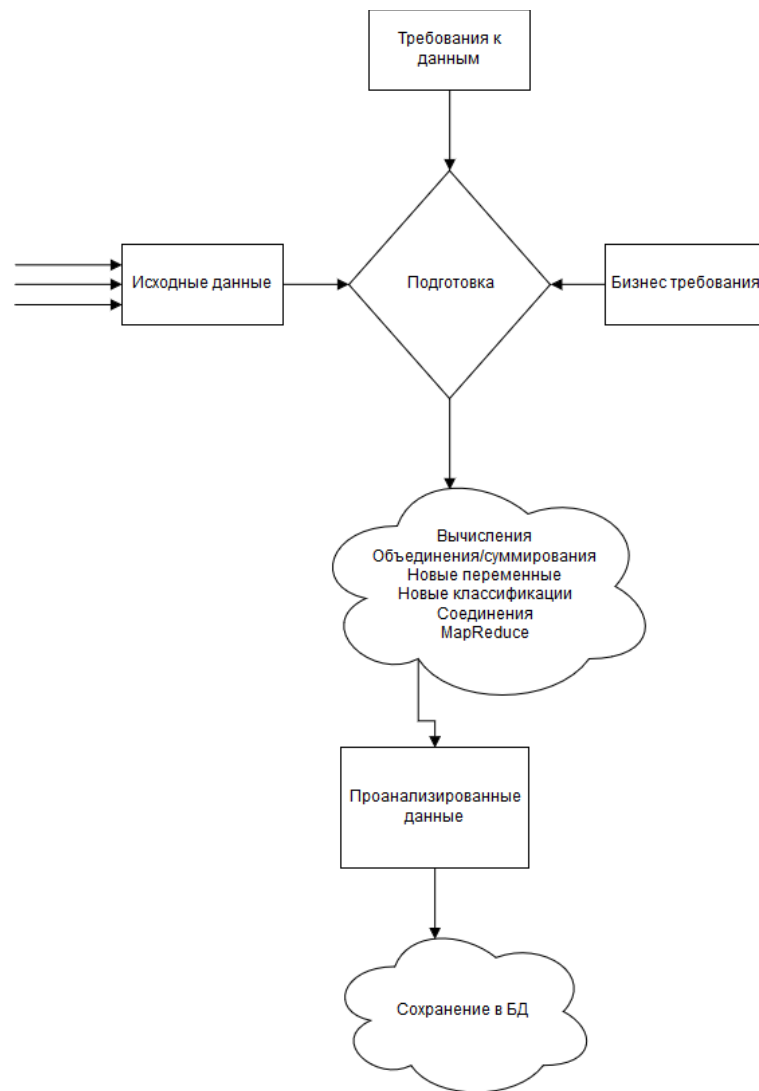 Требования к
данным
Исходные данные
Подготовка
Бизнес требования
Вычисления
Объединения/суммирования
Новые переменные
Новые классификации
Соединения
MapReduce
Проанализированные
данные
Сохранение в БД